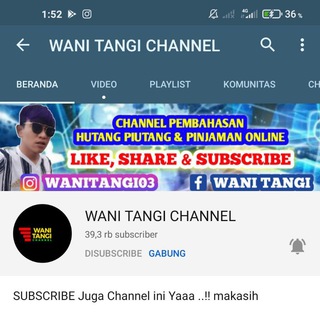 1:52 4G 36%
WANI TANGI CHANNEL
BERANDA VIDEO PLAYLIST KOMUNITAS CH
CHANNEL PEMBAHASAN
HUTANG PIUTANG & PINJAMAN ONLINE
LIKE, SHARE & SUBSCRIBE
WANITANGI03 f WANI TANGI
WANI
TANGI
CHANNEL
WANI TANGI CHANNEL
39,3 rb subscriber
DISUBSCRIBE GABUNG
SUBSCRIBE Juga Channel ini Yaaa ..!! makasih